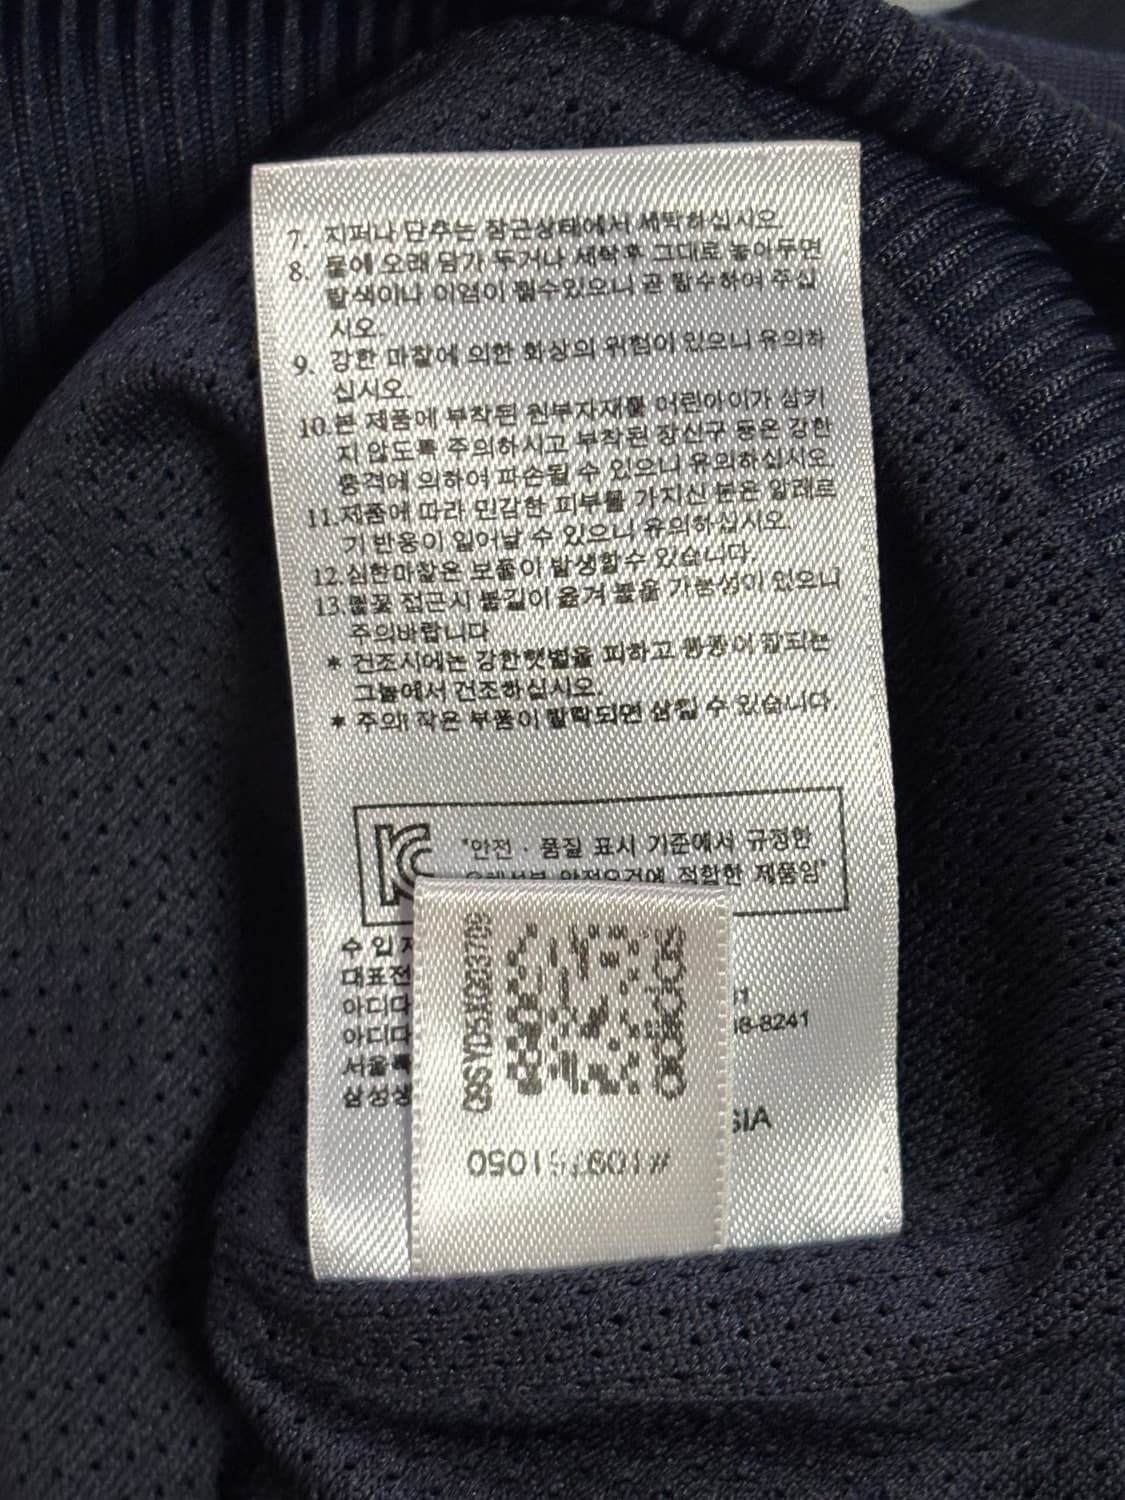 7. 지퍼나 단추는 잠근상태에서 세탁하십시오.
8. 물에 오래 담가 두거나 세탁후 그대로 놓아두면
탈색이나 이염이 될수있으니 곧 탈수하여 주십
시오.
9. 강한 마찰에 의한 화상의 위험이 있으니 유의하
십시오.
10.본 제품에 부착된 원부자재를 어린아이가 삼키
지 않도록 주의하시고 부착된 장신구 등은 강한
충격에 의하여 파손될 수 있으니 유의하십시오.
11.제품에 따라 민감한 피부를 가지신 분은 알레르
기 반응이 일어날 수 있으니 유의하십시오.
12.심한마찰은 보풀이 발생할수 있습니다.
13.불꽃 접근시 불길이 옮겨 붙을 가능성이 있으니
주의바랍니다
* 건조시에는 강한햇볕을 피하고 통풍이 잘되는
그늘에서 건조하십시오.
* 주의! 작은 부품이 탈락되면 삼킬 수 있습니다
"안전 · 품질 표시 기준에서 규정한
적합한 제품임"
수 입
대표전
아디다
아디다
서울특
삼성
8-8241
SIA
adidas